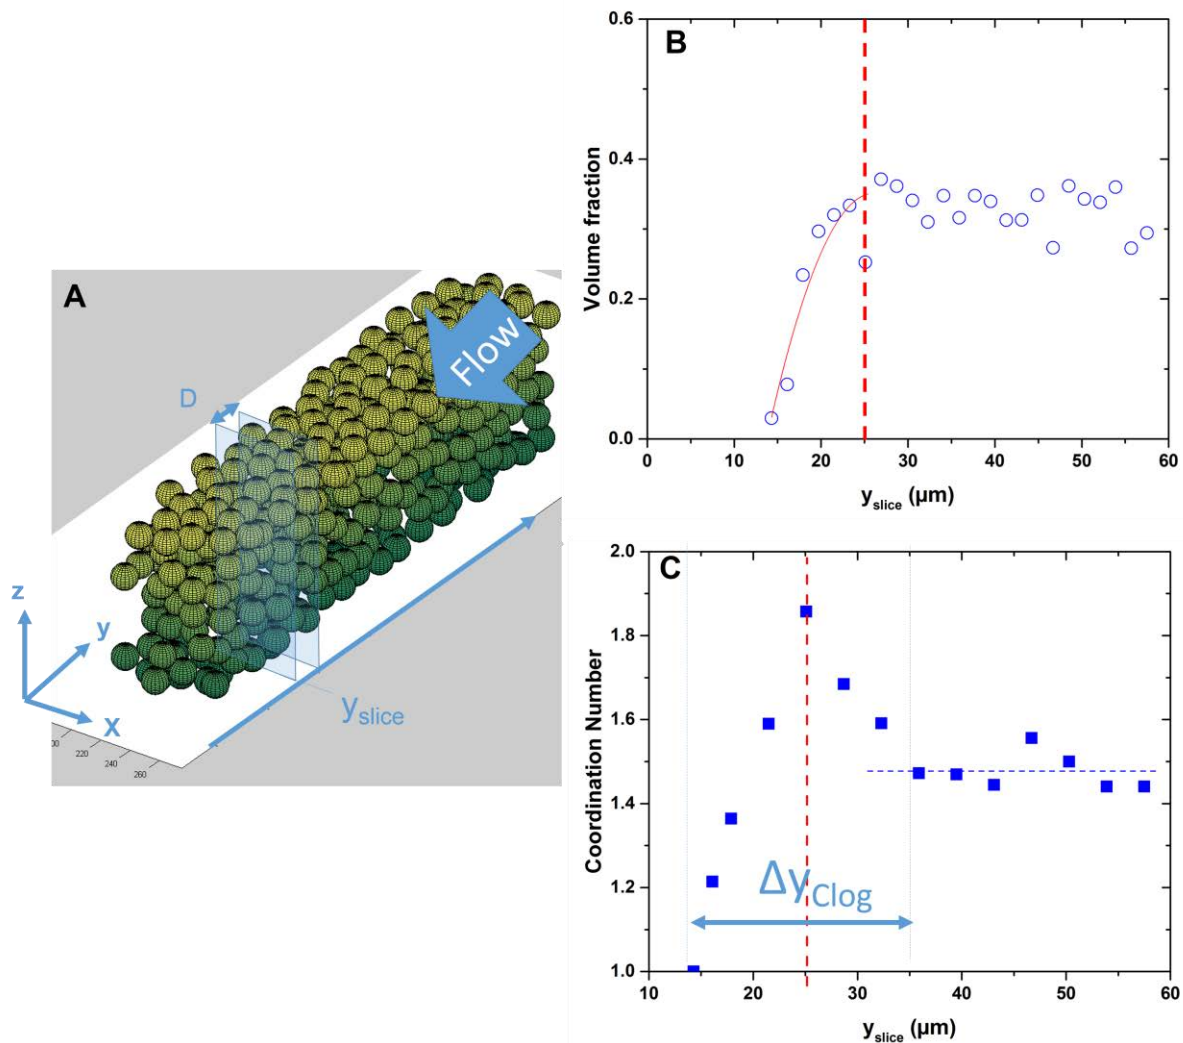 A
Flow
D
z
y
X
y_slice
220
240
260
B
Volume fraction
0.6
0.4
0.2
0.0
0 10 20 30 40 50 60
y_slice (µm)
C
Coordination Number
2.0
1.8
1.6
1.4
1.2
1.0
Δy_Clog
10 20 30 40 50 60
y_slice (µm)